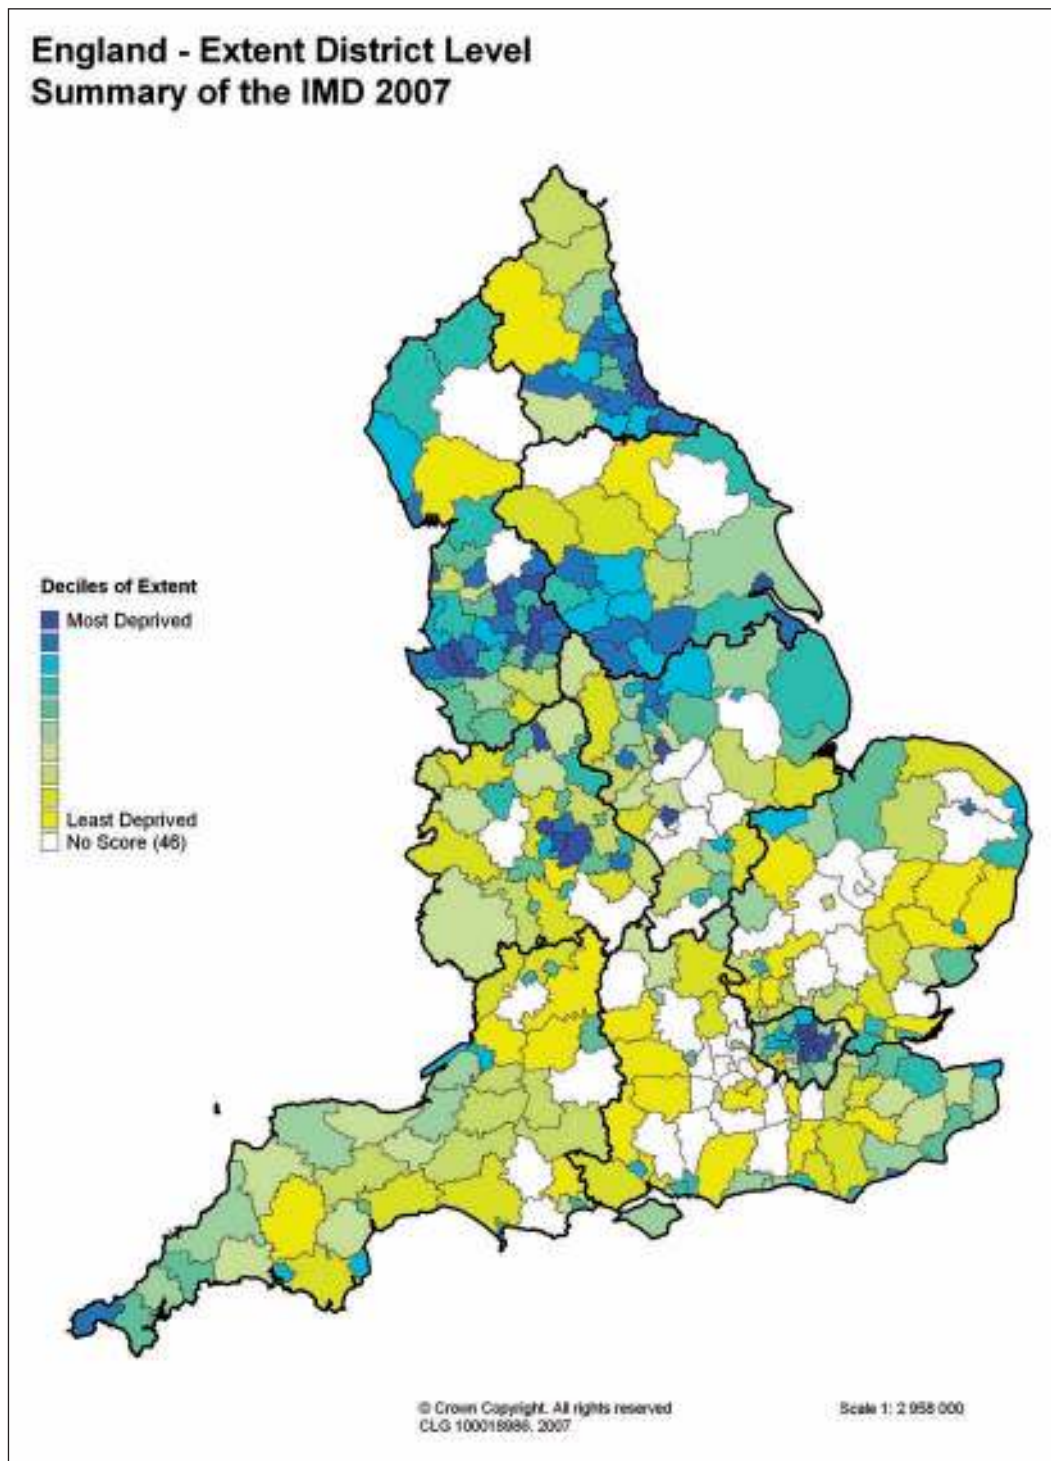 England - Extent District Level
Summary of the IMD 2007
Deciles of Extent
Most Deprived
Least Deprived
No Score (46)
© Crown Copyright. All rights reserved
CLG 100018986, 2007
Scale 1: 2 958 000